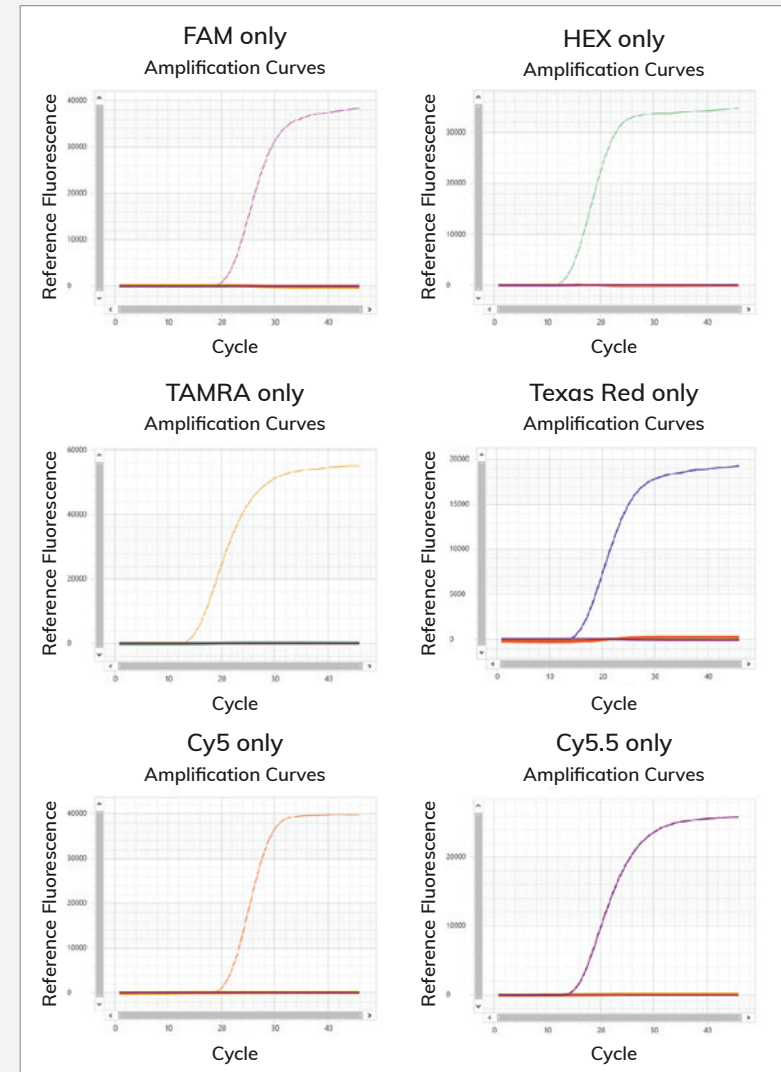 FAM only
Amplification Curves
Reference Fluorescence
40000
30000
20000
10000
0
0 10 20 30 40
Cycle
HEX only
Amplification Curves
Reference Fluorescence
30000
20000
10000
0
0 10 20 30 40
Cycle
TAMRA only
Amplification Curves
Reference Fluorescence
60000
40000
20000
0
0 10 20 30 40
Cycle
Texas Red only
Amplification Curves
Reference Fluorescence
20000
15000
10000
5000
0
0 10 20 30 40
Cycle
Cy5 only
Amplification Curves
Reference Fluorescence
40000
30000
20000
10000
0
0 10 20 30 40
Cycle
Cy5.5 only
Amplification Curves
Reference Fluorescence
20000
10000
0
0 10 20 30 40
Cycle